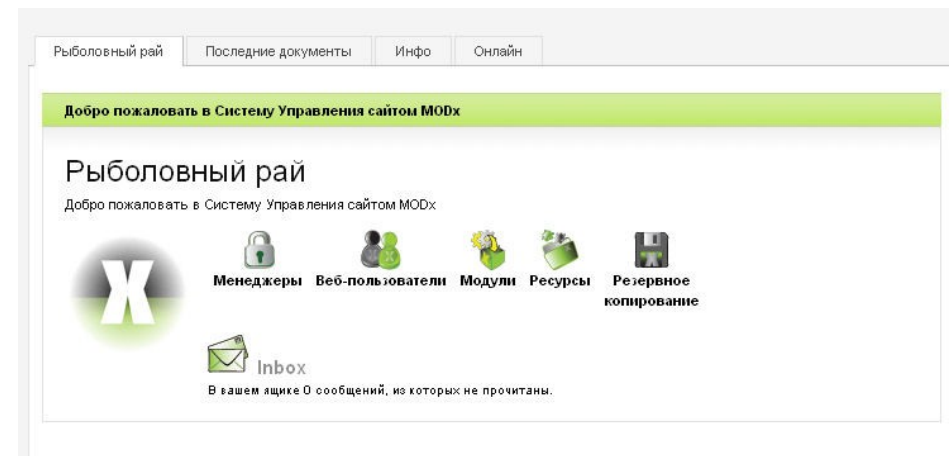 Рыболовный рай Последние документы Инфо Онлайн
Добро пожаловать в Систему Управления сайтом MODx
Рыболовный рай
Добро пожаловать в Систему Управления сайтом MODx
Менеджеры Веб-пользователи Модули Ресурсы Резервное
копирование
Inbox
В вашем ящике 0 сообщений, из которых не прочитаны.